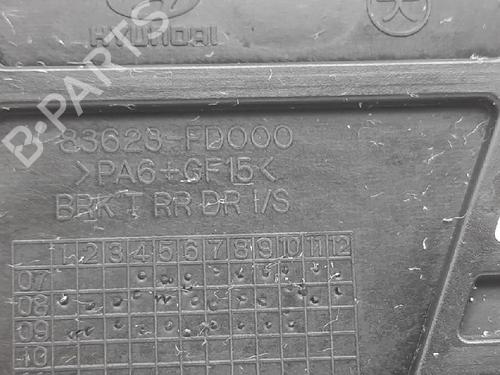 HYUNDAI
B-PARTS
83623-FD000
>PA6+GF15<
BRK'T RR DR I/S
1 2 3 4 5 6 7 8 9 10 11 12
07
08
09
10